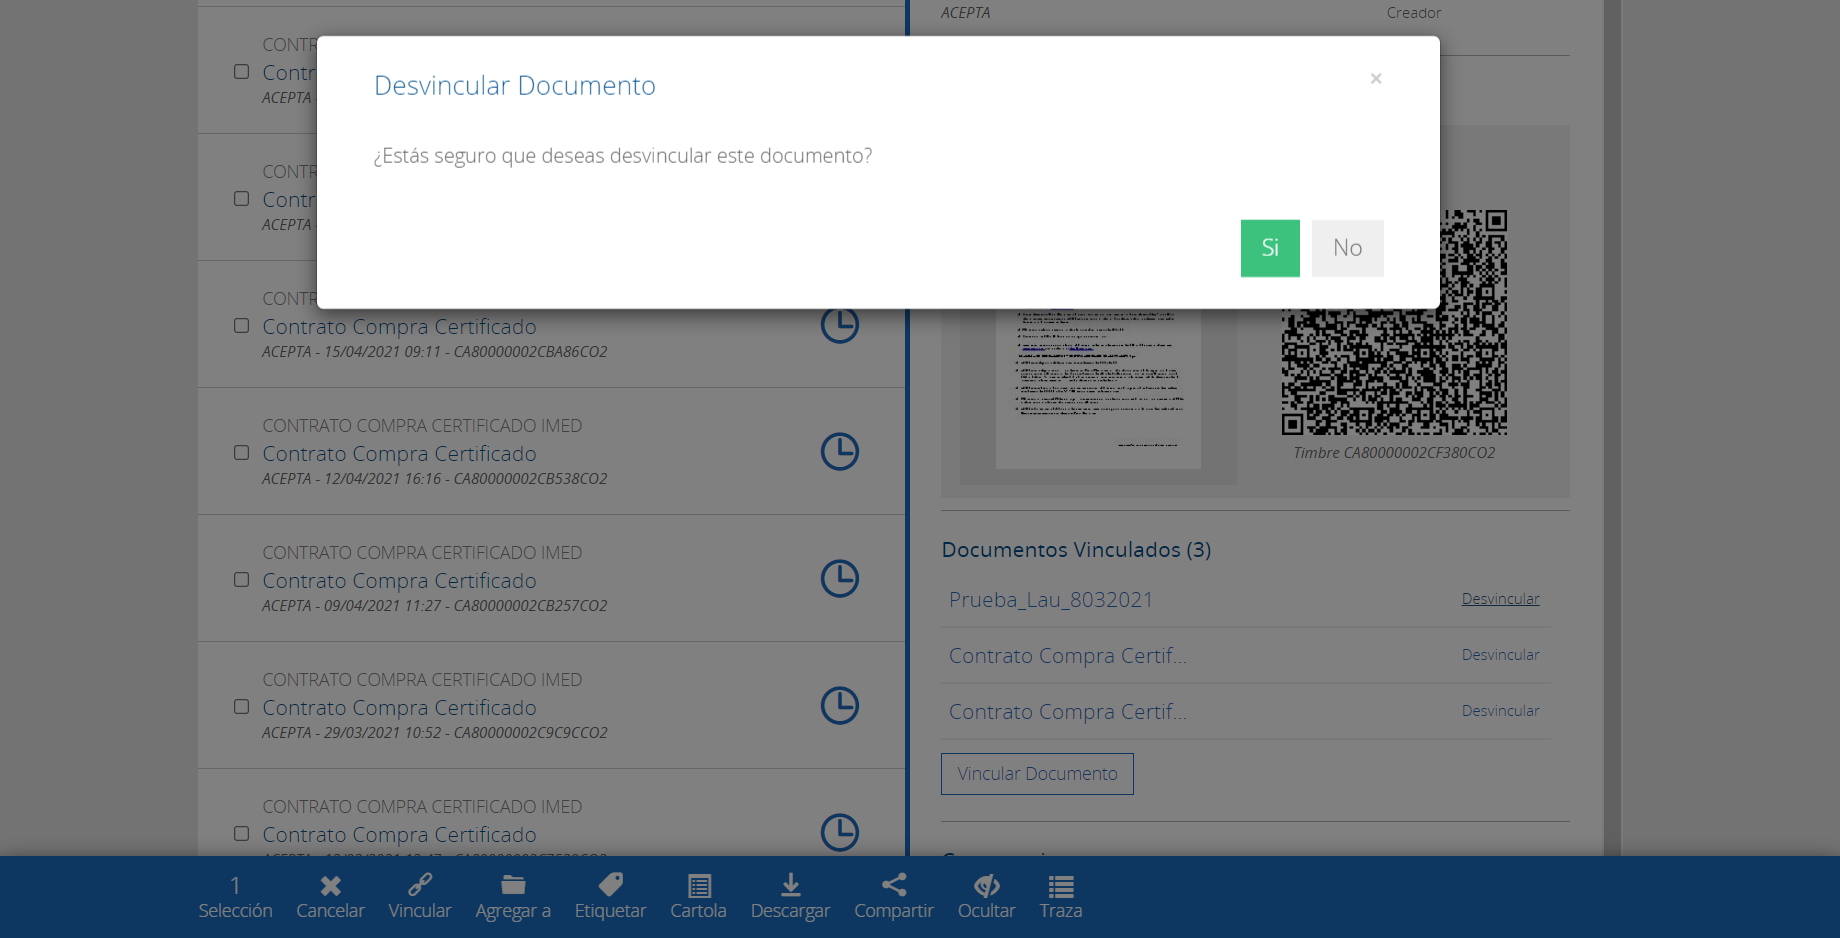 Desvincular Documento
×
¿Estás seguro que deseas desvincular este documento?
Si
No
CONTR
Contr
ACEPTA -
CONTR
Contr
ACEPTA -
CONTR
Contrato Compra Certificado
ACEPTA - 15/04/2021 09:11 - CA80000002CBA86CO2
CONTRATO COMPRA CERTIFICADO IMED
Contrato Compra Certificado
ACEPTA - 12/04/2021 16:16 - CA80000002CB538CO2
CONTRATO COMPRA CERTIFICADO IMED
Contrato Compra Certificado
ACEPTA - 09/04/2021 11:27 - CA80000002CB257CO2
CONTRATO COMPRA CERTIFICADO IMED
Contrato Compra Certificado
ACEPTA - 29/03/2021 10:52 - CA80000002C9C9CCO2
CONTRATO COMPRA CERTIFICADO IMED
Contrato Compra Certificado
ACEPTA
Creador
Timbre CA80000002CF380CO2
Documentos Vinculados (3)
Prueba_Lau_8032021
Desvincular
Contrato Compra Certif...
Desvincular
Contrato Compra Certif...
Desvincular
Vincular Documento
1
Selección
Cancelar
Vincular
Agregar a
Etiquetar
Cartola
Descargar
Compartir
Ocultar
Traza